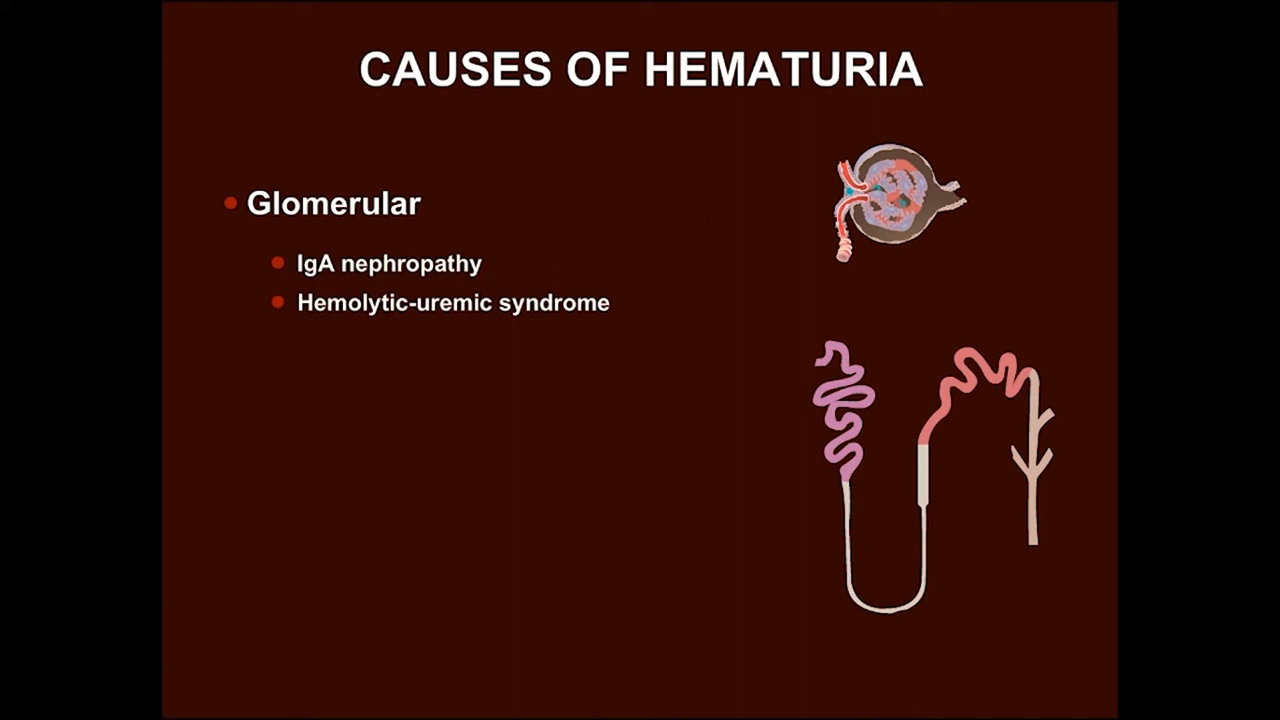 CAUSES OF HEMATURIA
Glomerular
IgA nephropathy
Hemolytic-uremic syndrome